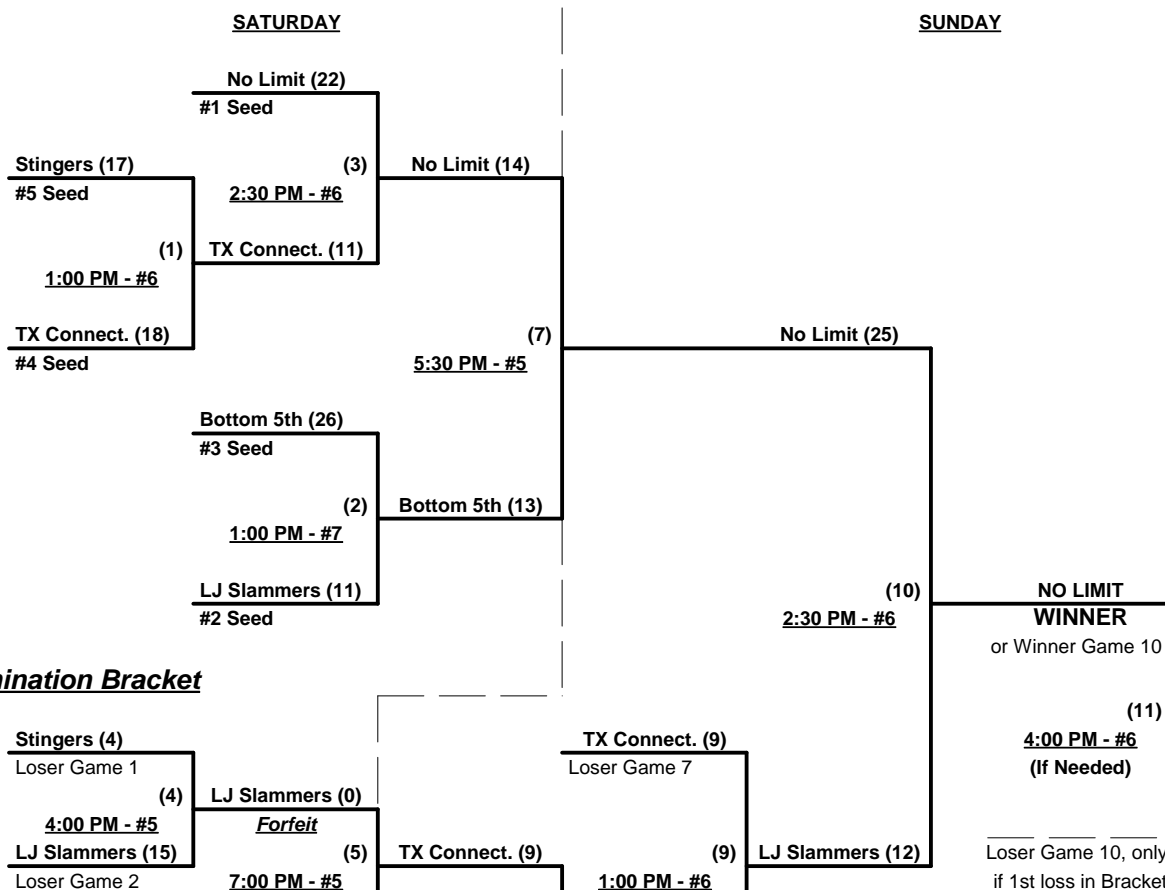 SATURDAY
SUNDAY
No Limit (22)
#1 Seed
Stingers (17)
#5 Seed
(3)
2:30 PM - #6
No Limit (14)
(1)
1:00 PM - #6
TX Connect. (11)
TX Connect. (18)
#4 Seed
(7)
5:30 PM - #5
No Limit (25)
Bottom 5th (26)
#3 Seed
(2)
1:00 PM - #7
Bottom 5th (13)
LJ Slammers (11)
#2 Seed
(10)
2:30 PM - #6
NO LIMIT
WINNER
or Winner Game 10
mination Bracket
(11)
4:00 PM - #6
(If Needed)
Stingers (4)
Loser Game 1
TX Connect. (9)
Loser Game 7
(4)
4:00 PM - #5
LJ Slammers (0)
Forfeit
LJ Slammers (15)
Loser Game 2
(5)
7:00 PM - #5
TX Connect. (9)
(9)
1:00 PM - #6
LJ Slammers (12)
Loser Game 10, only
if 1st loss in Bracket